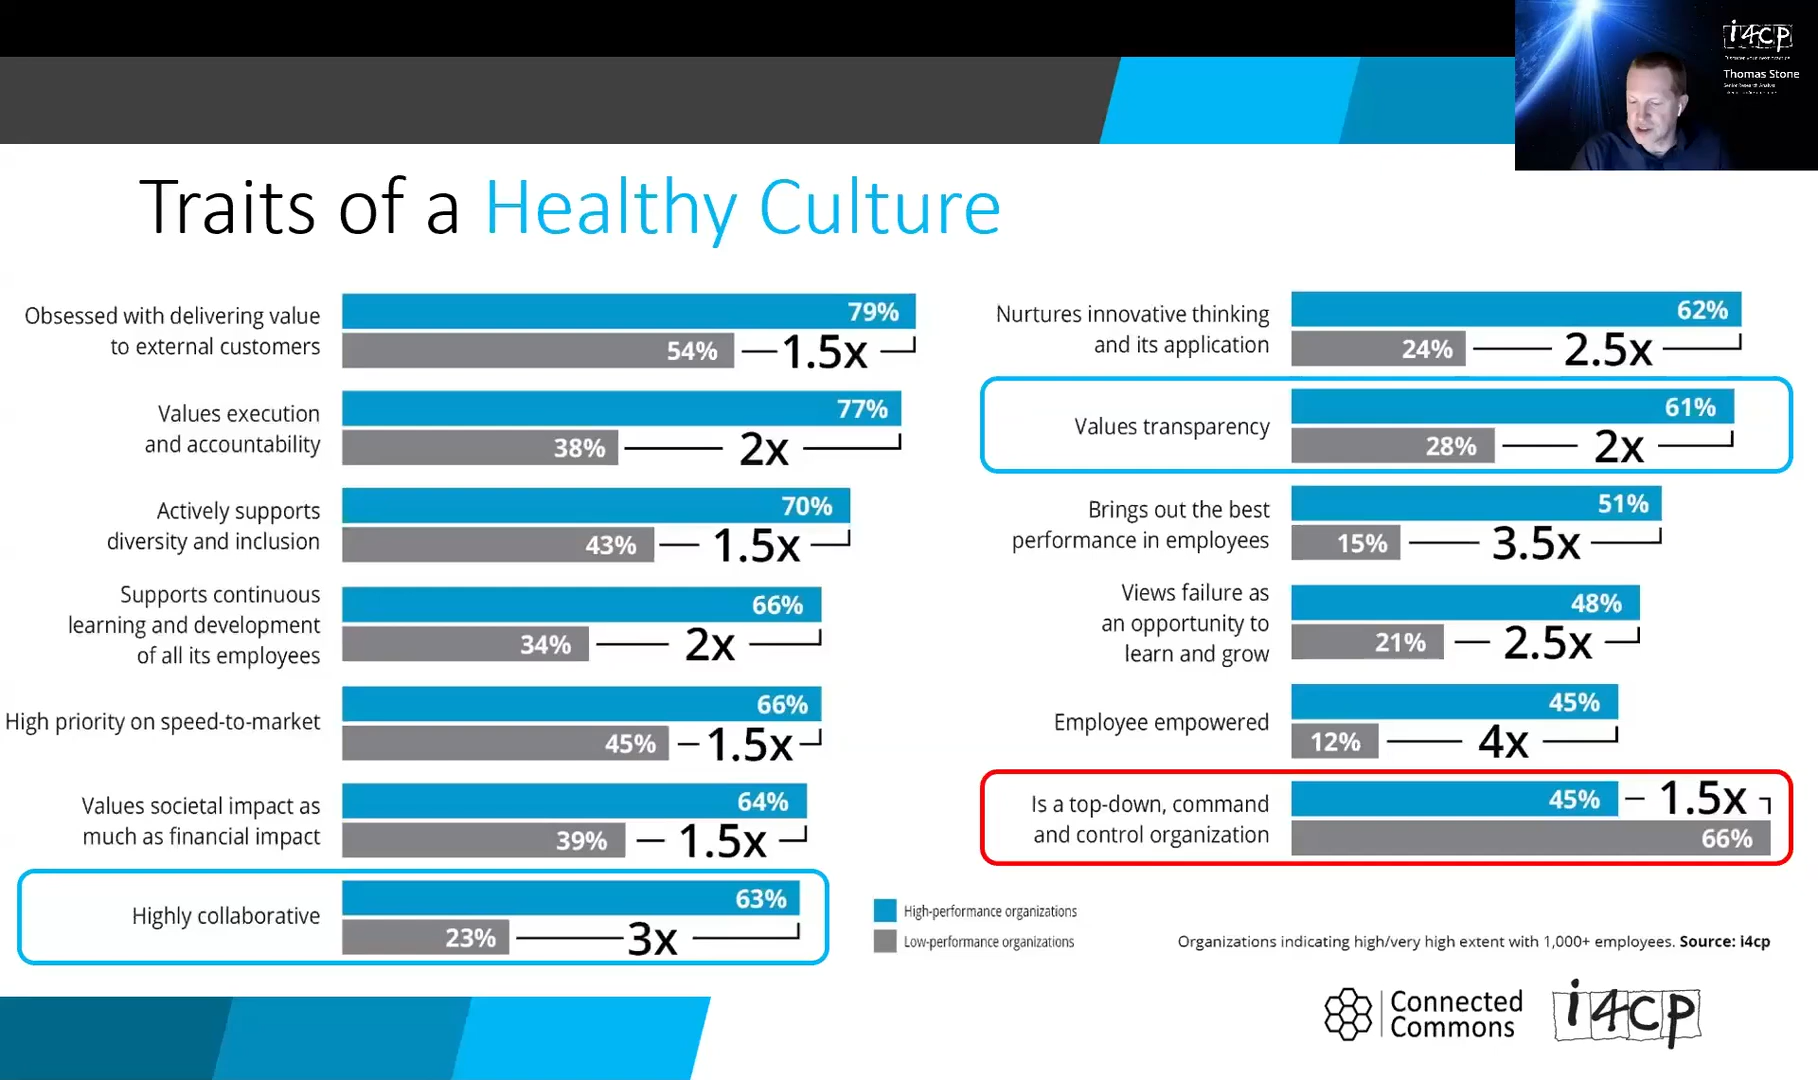 i4cp
Thomas Stone
Senior Research Analyst
Traits of a Healthy Culture
Obsessed with delivering value
to external customers
79%
54%
1.5x
Values execution
and accountability
77%
38%
2x
Actively supports
diversity and inclusion
70%
43%
1.5x
Supports continuous
learning and development
of all its employees
66%
34%
2x
High priority on speed-to-market
66%
45%
1.5x
Values societal impact as
much as financial impact
64%
39%
1.5x
Highly collaborative
63%
23%
3x
Nurtures innovative thinking
and its application
62%
24%
2.5x
Values transparency
61%
28%
2x
Brings out the best
performance in employees
51%
15%
3.5x
Views failure as
an opportunity to
learn and grow
48%
21%
2.5x
Employee empowered
45%
12%
4x
Is a top-down, command
and control organization
45%
1.5x
66%
High-performance organizations
Low-performance organizations
Organizations indicating high/very high extent with 1,000+ employees. Source: i4cp
Connected
Commons
i4cp